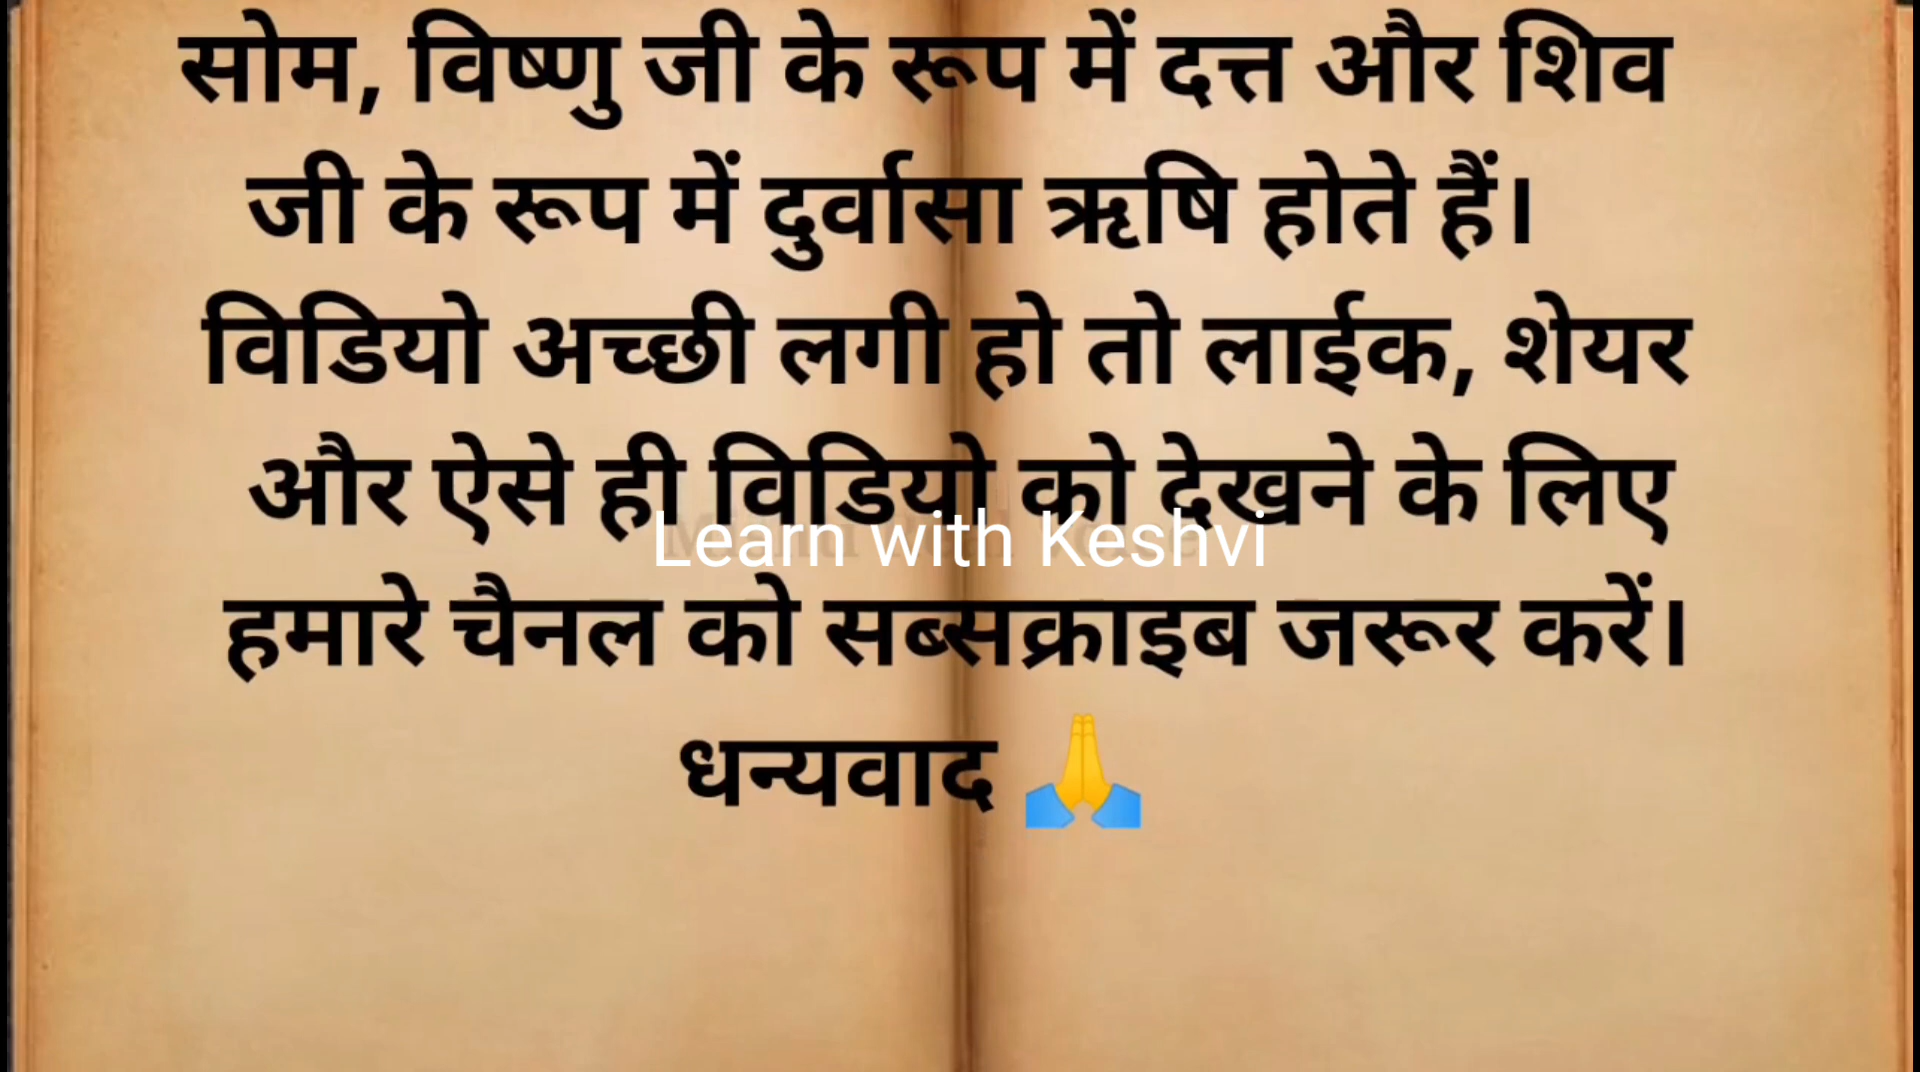 सोम, विष्णु जी के रूप में दत्त और शिव
जी के रूप में दुर्वासा ऋषि होते हैं।
विडियो अच्छी लगी हो तो लाईक, शेयर
और ऐसे ही विडियो को देखने के लिए
Learn with Keshvi
हमारे चैनल को सब्सक्राइब जरूर करें।
धन्यवाद 🙏